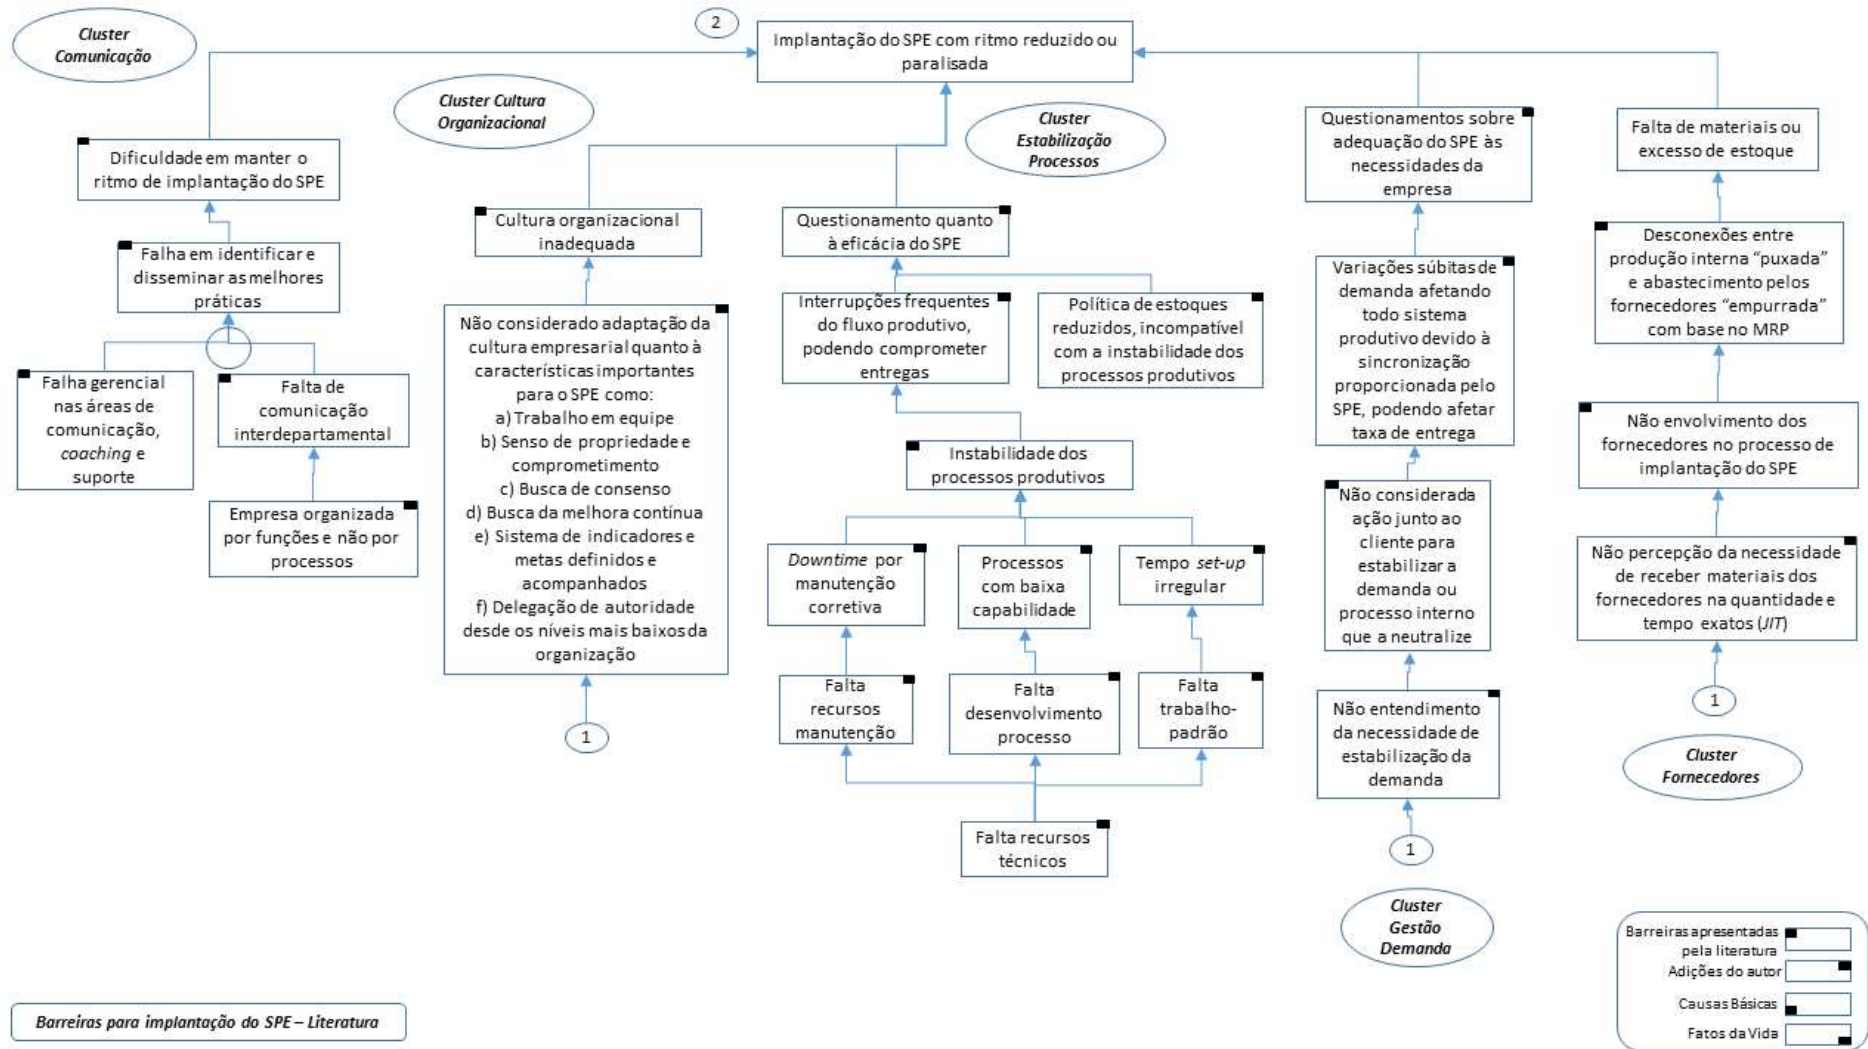 Cluster
Comunicação
2
Implantação do SPE com ritmo reduzido ou
paralisada
Cluster Cultura
Organizacional
Cluster
Estabilização
Processos
Dificuldade em manter o
ritmo de implantação do SPE
Falha em identificar e
disseminar as melhores
práticas
Falha gerencial
nas áreas de
comunicação,
coaching e
suporte
Falta de
comunicação
interdepartamental
Empresa organizada
por funções e não por
processos
Cultura organizacional
inadequada
Não considerado adaptação da
cultura empresarial quanto à
características importantes
para o SPE como:
a) Trabalho em equipe
b) Senso de propriedade e
comprometimento
c) Busca de consenso
d) Busca da melhora contínua
e) Sistema de indicadores e
metas definidos e
acompanhados
f) Delegação de autoridade
desde os níveis mais baixos da
organização
1
Questionamento quanto
à eficácia do SPE
Interrupções frequentes
do fluxo produtivo,
podendo comprometer
entregas
Política de estoques
reduzidos, incompatível
com a instabilidade dos
processos produtivos
Instabilidade dos
processos produtivos
Downtime por
manutenção
corretiva
Processos
com baixa
capabilidade
Tempo set-up
irregular
Falta
recursos
manutenção
Falta
desenvolvimento
processo
Falta
trabalho-
padrão
Falta recursos
técnicos
Questionamentos sobre
adequação do SPE às
necessidades da
empresa
Variações súbitas de
demanda afetando
todo sistema
produtivo devido à
sincronização
proporcionada pelo
SPE, podendo afetar
taxa de entrega
Não considerada
ação junto ao
cliente para
estabilizar a
demanda ou
processo interno
que a neutralize
Não entendimento
da necessidade de
estabilização da
demanda
1
Cluster
Gestão
Demanda
Falta de materiais ou
excesso de estoque
Desconexões entre
produção interna “puxada”
e abastecimento pelos
fornecedores “empurrada”
com base no MRP
Não envolvimento dos
fornecedores no processo de
implantação do SPE
Não percepção da necessidade
de receber materiais dos
fornecedores na quantidade e
tempo exatos (JIT)
1
Cluster
Fornecedores
Barreiras apresentadas
pela literatura
Adições do autor
Causas Básicas
Fatos da Vida
Barreiras para implantação do SPE – Literatura